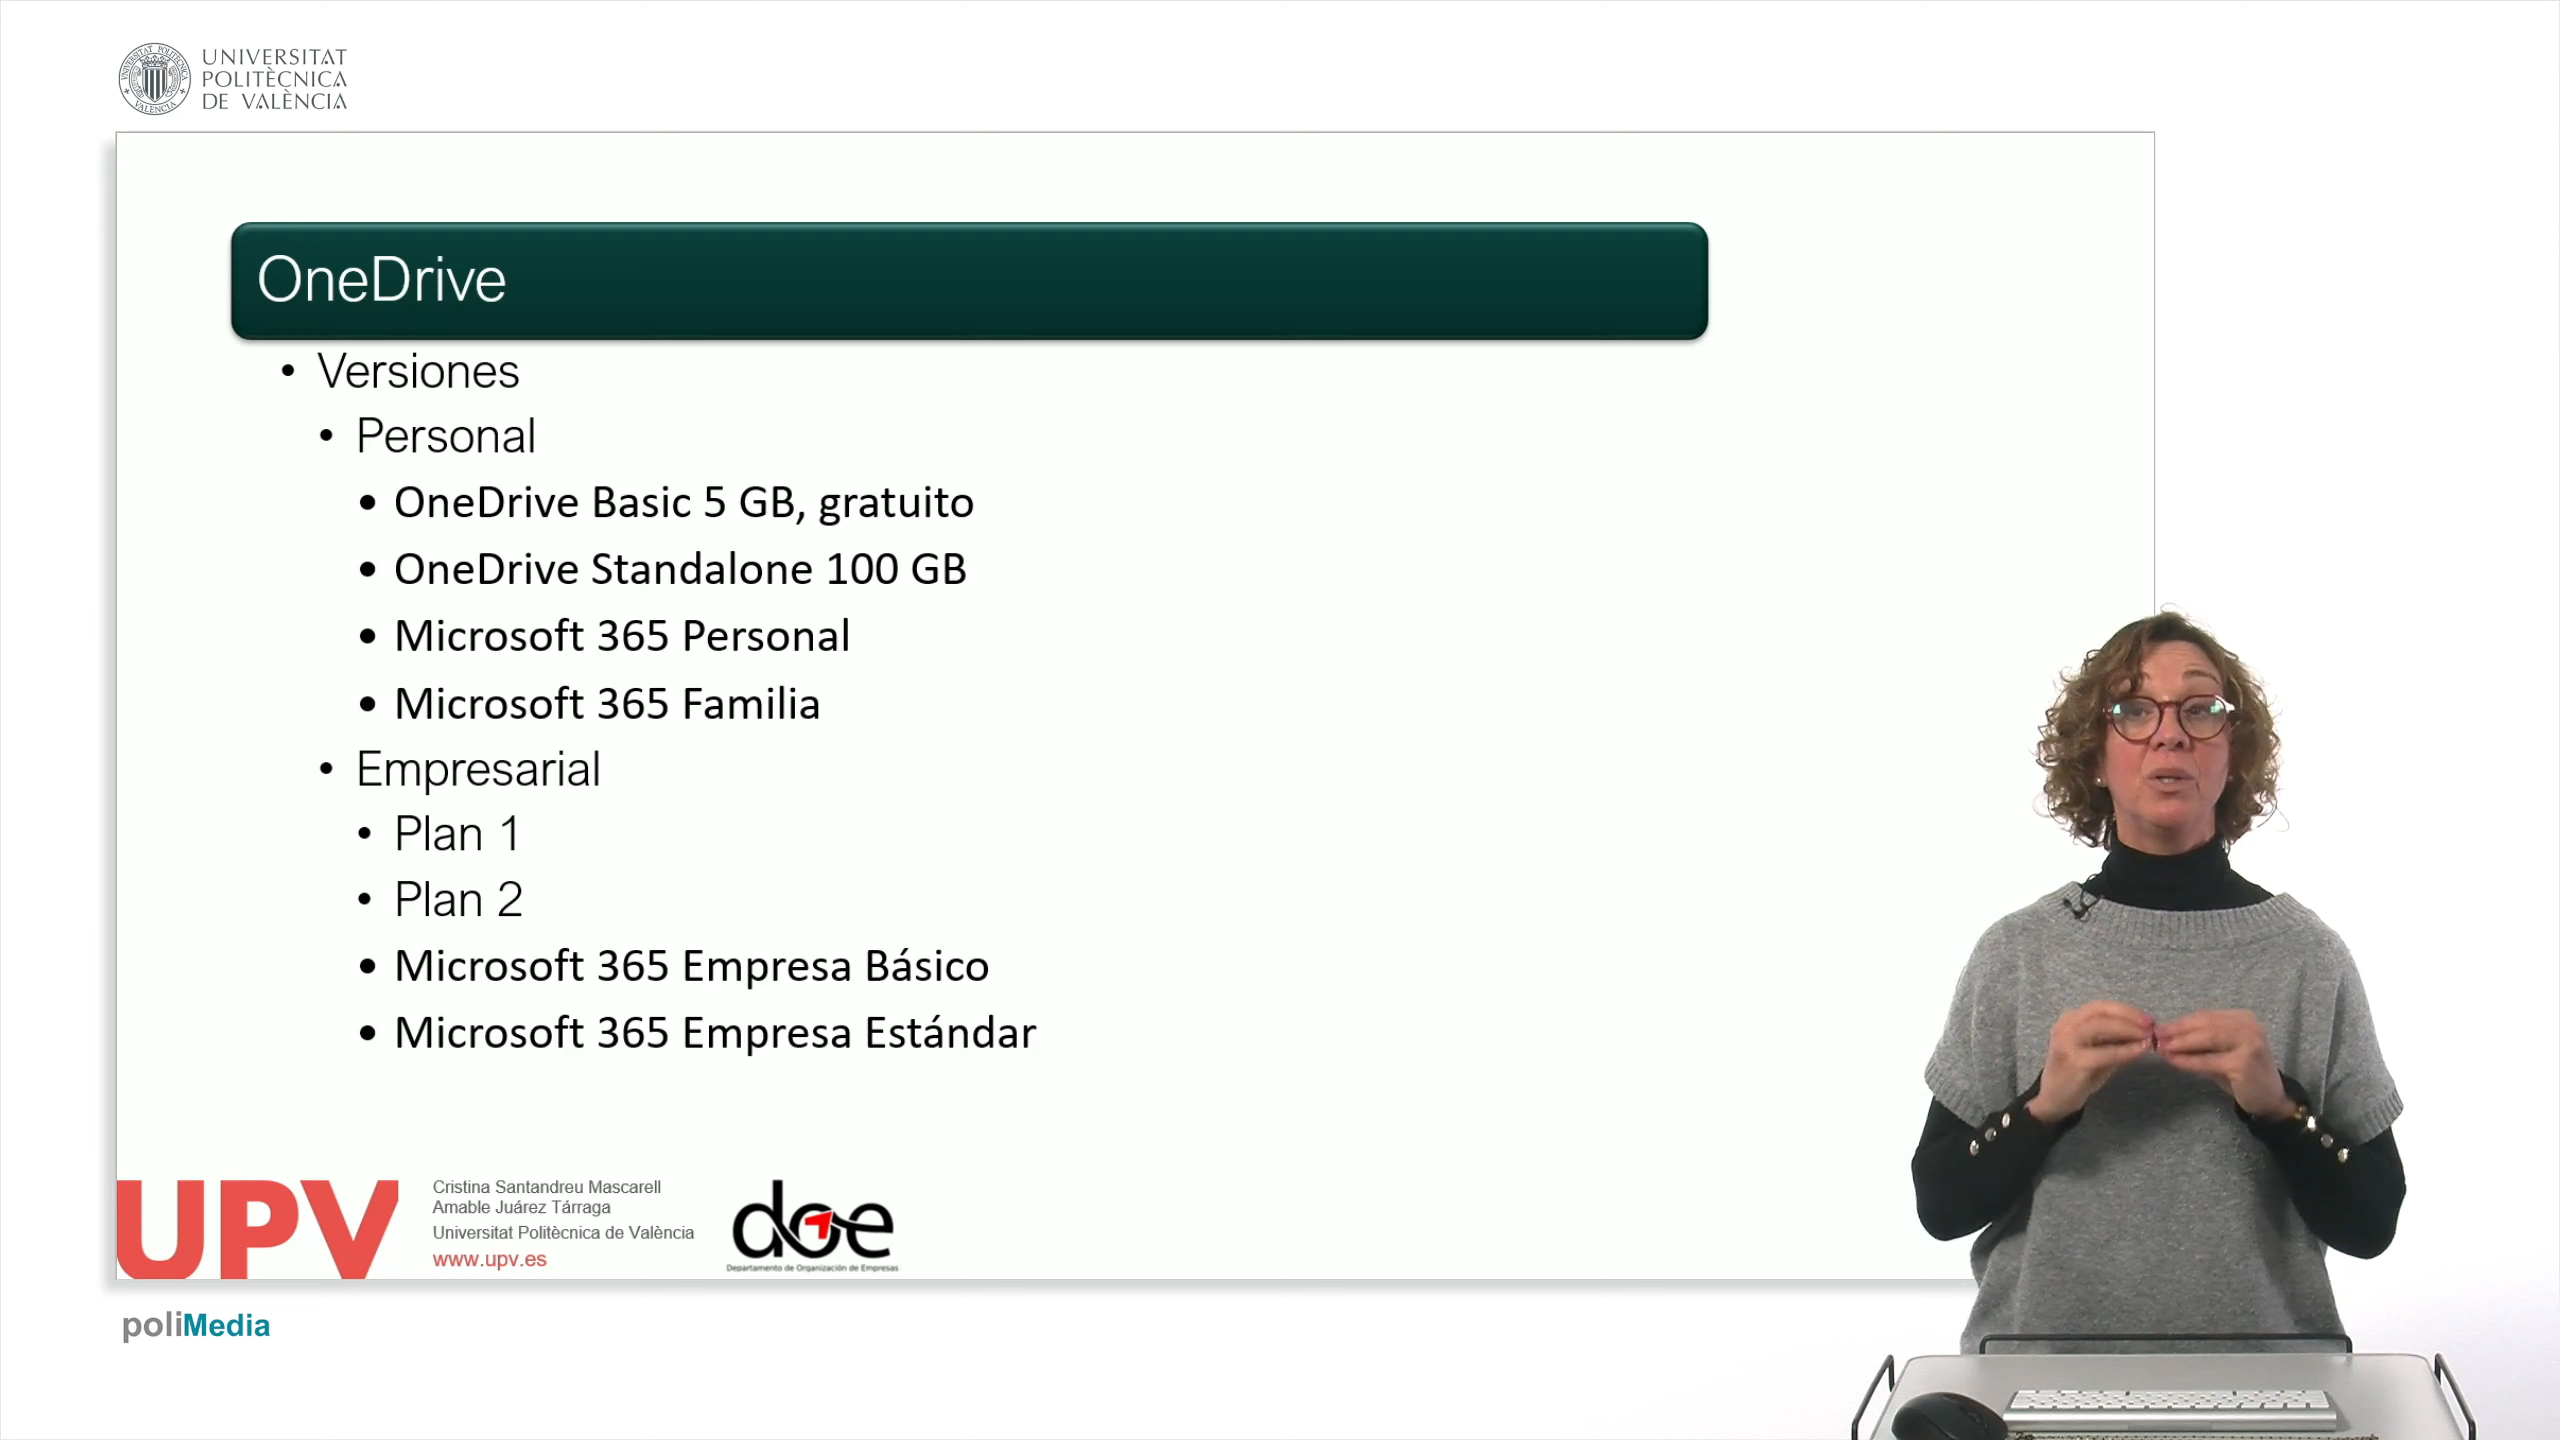 UNIVERSITAT
POLITÈCNICA
DE VALÈNCIA
OneDrive
• Versiones
• Personal
• OneDrive Basic 5 GB, gratuito
• OneDrive Standalone 100 GB
• Microsoft 365 Personal
• Microsoft 365 Familia
• Empresarial
• Plan 1
• Plan 2
• Microsoft 365 Empresa Básico
• Microsoft 365 Empresa Estándar
UPV
Cristina Santandreu Mascarell
Amable Juárez Tárraga
Universitat Politècnica de València
www.upv.es
doe
Departamento de Organización de Empresas
poliMedia